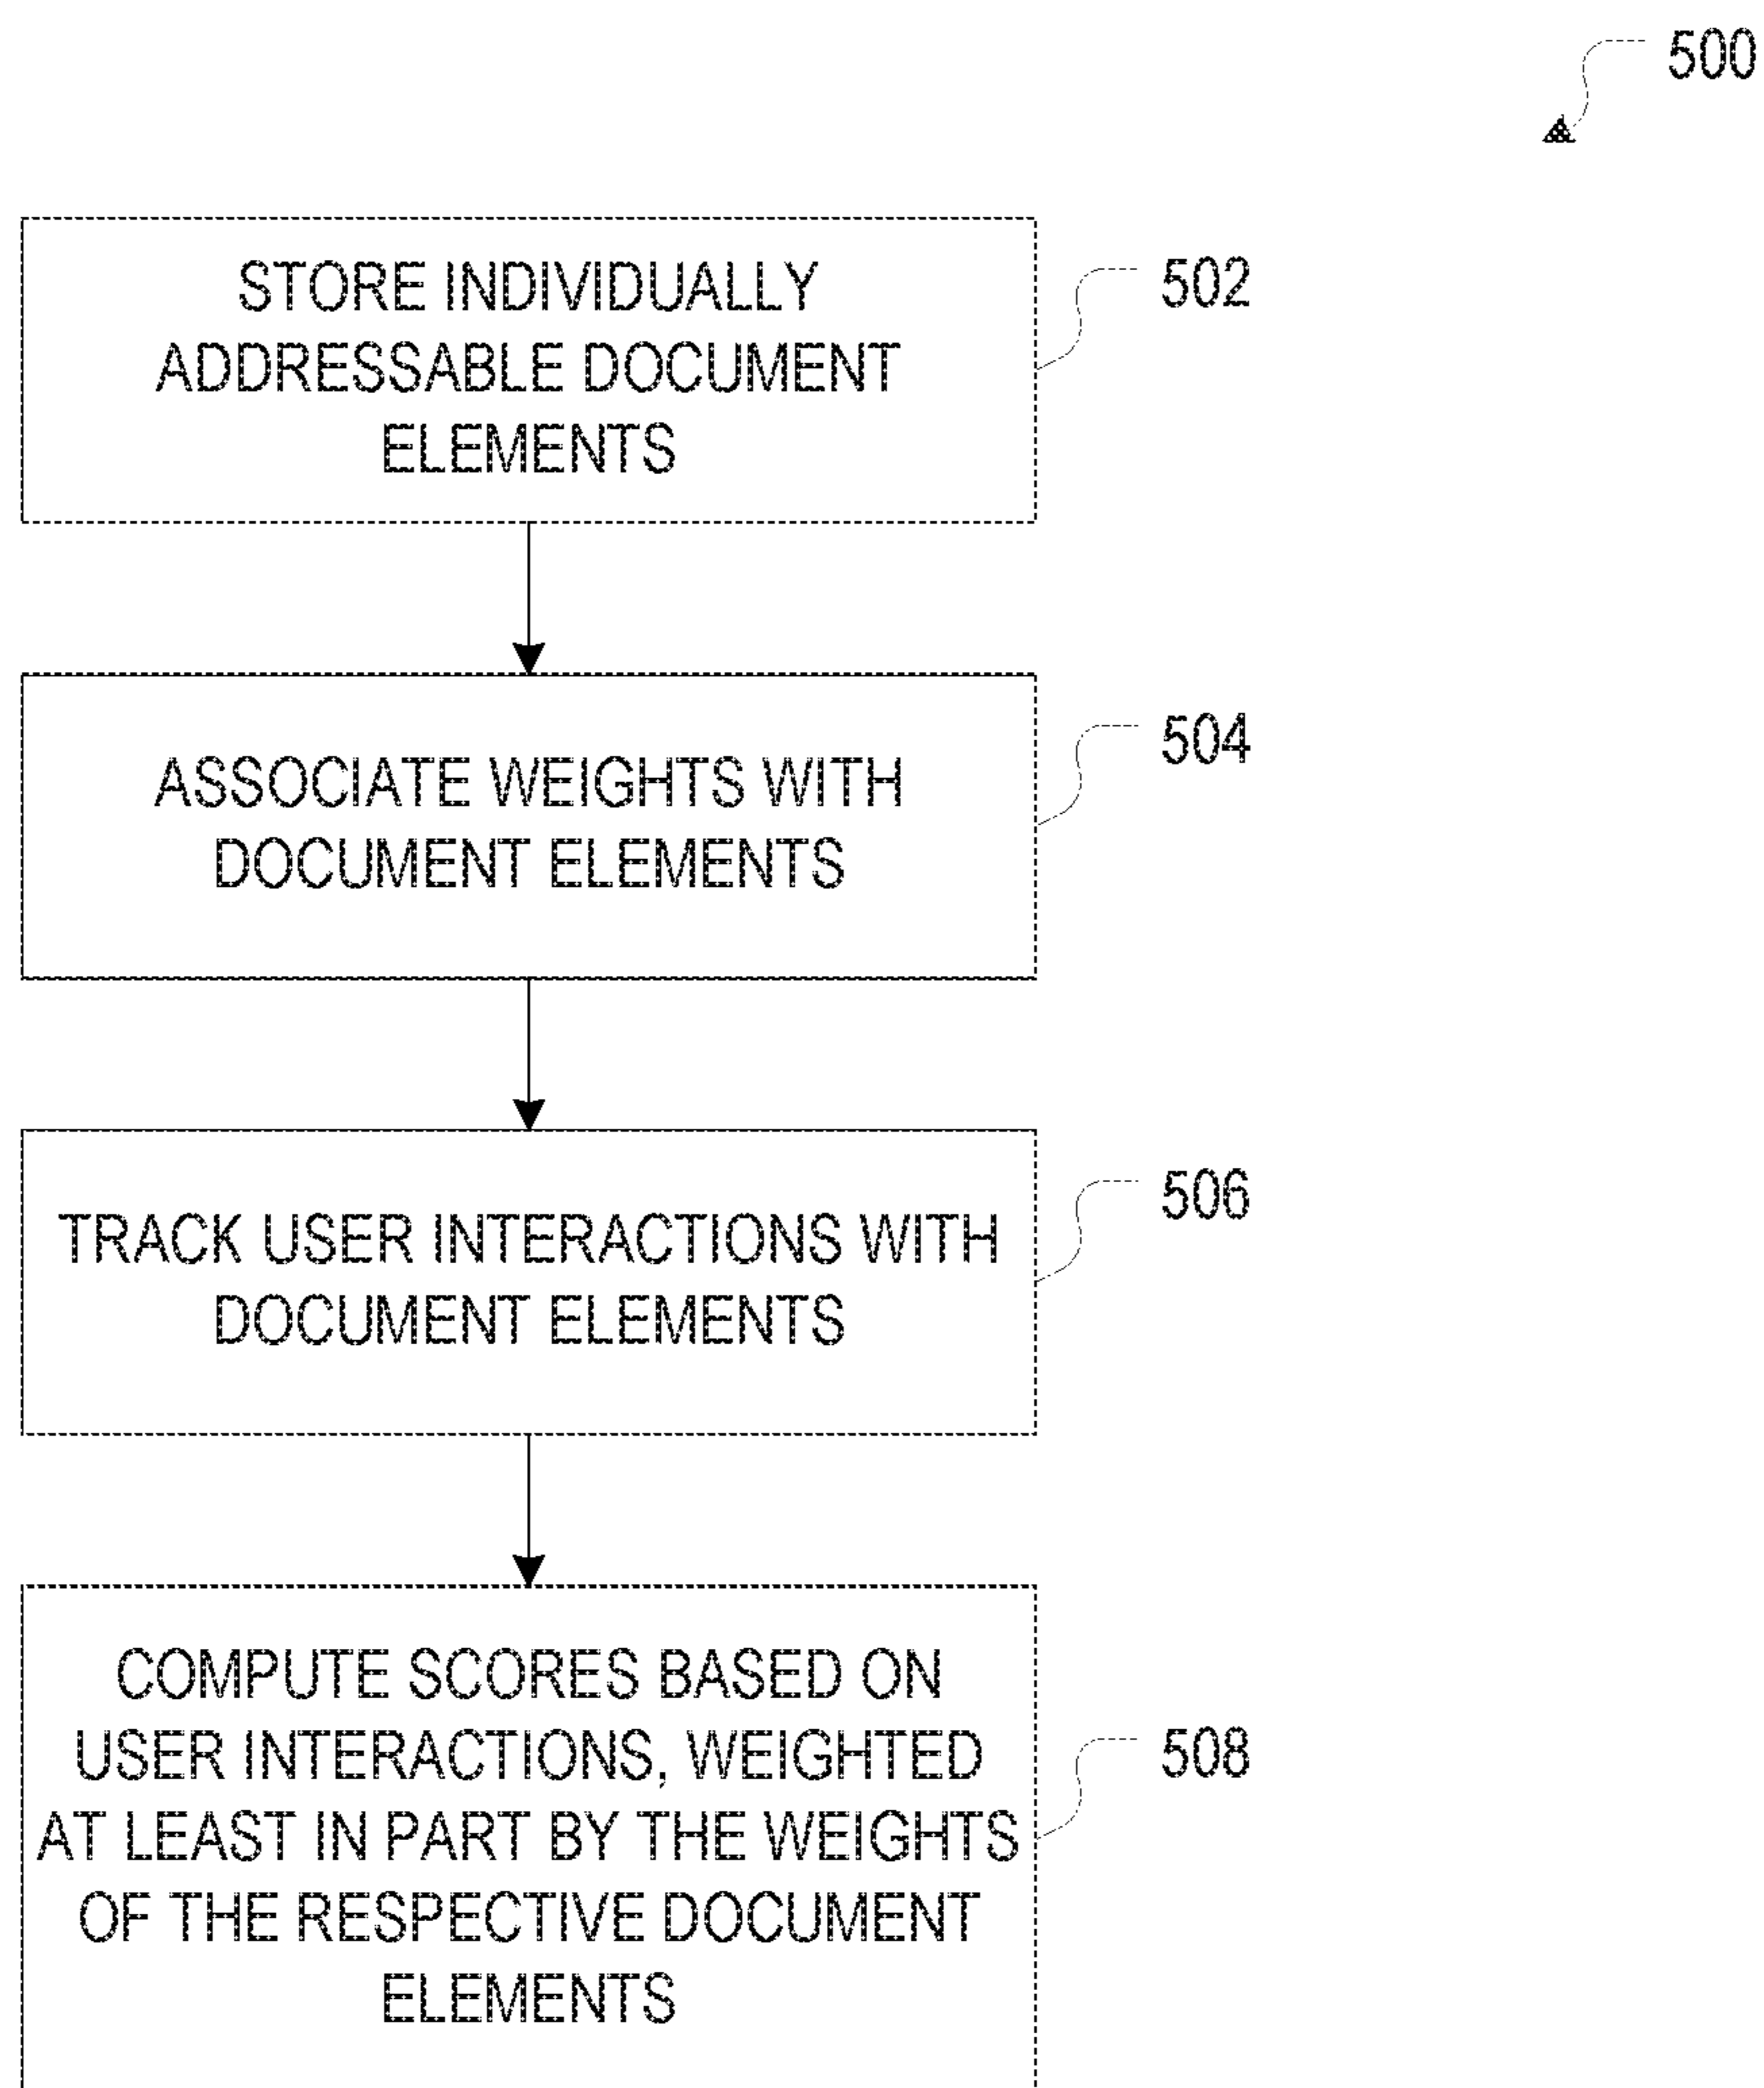 500
STORE INDIVIDUALLY
ADDRESSABLE DOCUMENT
ELEMENTS
502
ASSOCIATE WEIGHTS WITH
DOCUMENT ELEMENTS
504
TRACK USER INTERACTIONS WITH
DOCUMENT ELEMENTS
506
COMPUTE SCORES BASED ON
USER INTERACTIONS, WEIGHTED
AT LEAST IN PART BY THE WEIGHTS
OF THE RESPECTIVE DOCUMENT
ELEMENTS
508